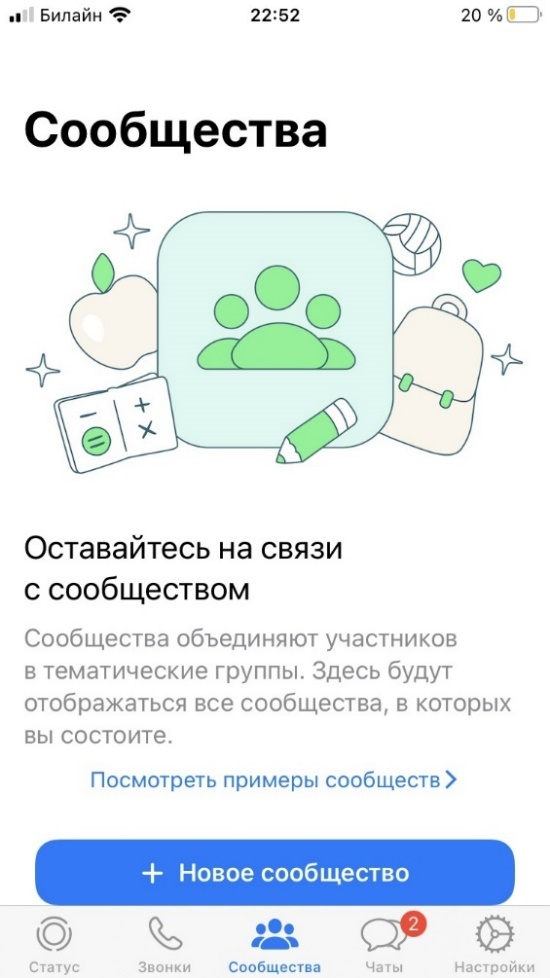 Билайн 22:52 20 %
Сообщества
− +
= ×
Оставайтесь на связи
с сообществом
Сообщества объединяют участников
в тематические группы. Здесь будут
отображаться все сообщества, в которых
вы состоите.
Посмотреть примеры сообществ
+ Новое сообщество
2
Статус Звонки Сообщества Чаты Настройки